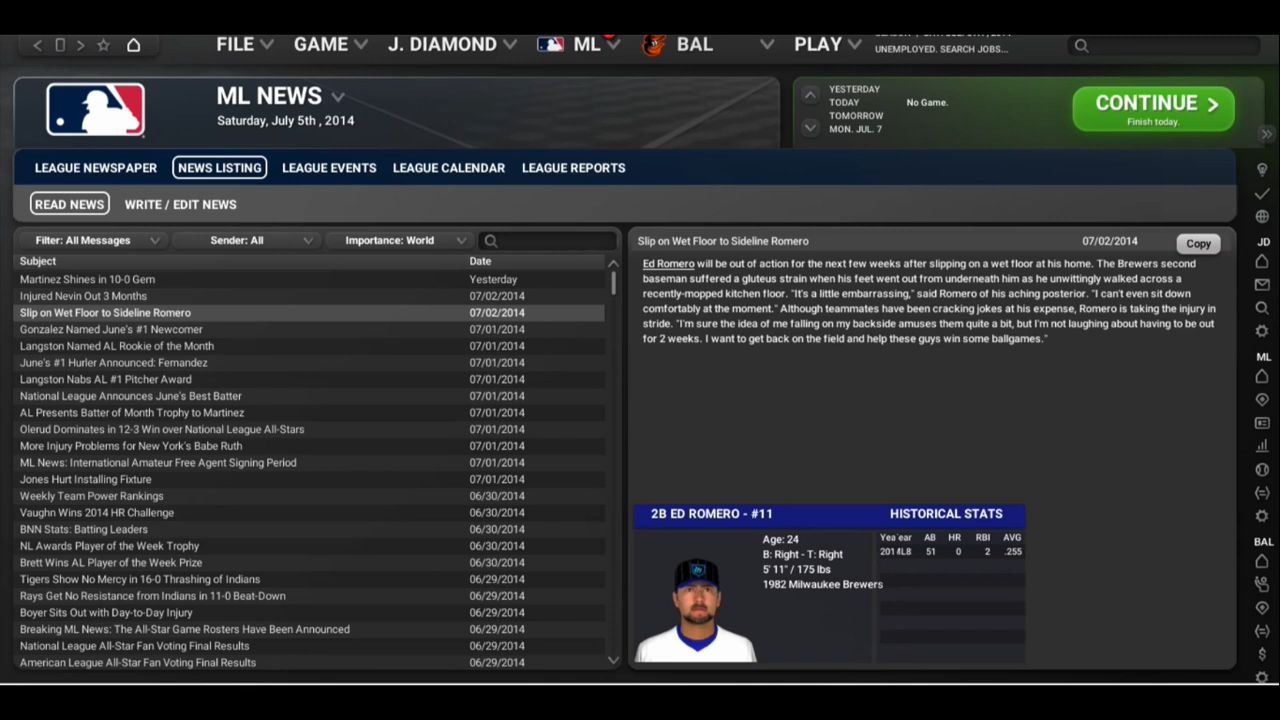 FILE GAME J. DIAMOND ML BAL PLAY
UNEMPLOYED. SEARCH JOBS...
ML NEWS
Saturday, July 5th , 2014
YESTERDAY
TODAY No Game.
TOMORROW
MON. JUL. 7
CONTINUE
Finish today.
LEAGUE NEWSPAPER NEWS LISTING LEAGUE EVENTS LEAGUE CALENDAR LEAGUE REPORTS
READ NEWS WRITE / EDIT NEWS
Filter: All Messages Sender: All Importance: World
Subject Date
Martinez Shines in 10-0 Gem Yesterday
Injured Nevin Out 3 Months 07/02/2014
Slip on Wet Floor to Sideline Romero 07/02/2014
Gonzalez Named June's #1 Newcomer 07/01/2014
Langston Named AL Rookie of the Month 07/01/2014
June's #1 Hurler Announced: Fernandez 07/01/2014
Langston Nabs AL #1 Pitcher Award 07/01/2014
National League Announces June's Best Batter 07/01/2014
AL Presents Batter of Month Trophy to Martinez 07/01/2014
Olerud Dominates in 12-3 Win over National League All-Stars 07/01/2014
More Injury Problems for New York's Babe Ruth 07/01/2014
ML News: International Amateur Free Agent Signing Period 07/01/2014
Jones Hurt Installing Fixture 07/01/2014
Weekly Team Power Rankings 06/30/2014
Vaughn Wins 2014 HR Challenge 06/30/2014
BNN Stats: Batting Leaders 06/30/2014
NL Awards Player of the Week Trophy 06/30/2014
Brett Wins AL Player of the Week Prize 06/30/2014
Tigers Show No Mercy in 16-0 Thrashing of Indians 06/29/2014
Rays Get No Resistance from Indians in 11-0 Beat-Down 06/29/2014
Boyer Sits Out with Day-to-Day Injury 06/29/2014
Breaking ML News: The All-Star Game Rosters Have Been Announced 06/29/2014
National League All-Star Fan Voting Final Results 06/29/2014
American League All-Star Fan Voting Final Results 06/29/2014
Slip on Wet Floor to Sideline Romero 07/02/2014 Copy
Ed Romero will be out of action for the next few weeks after slipping on a wet floor at his home. The Brewers second
baseman suffered a gluteus strain when his feet went out from underneath him as he unwittingly walked across a
recently-mopped kitchen floor. "It's a little embarrassing," said Romero of his aching posterior. "I can't even sit down
comfortably at the moment." Although teammates have been cracking jokes at his expense, Romero is taking the injury in
stride. "I'm sure the idea of me falling on my backside amuses them quite a bit, but I'm not laughing about having to be out
for 2 weeks. I want to get back on the field and help these guys win some ballgames."
2B ED ROMERO - #11 HISTORICAL STATS
Age: 24
B: Right - T: Right
5' 11" / 175 lbs
1982 Milwaukee Brewers
AB HR RBI AVG
51 0 2 .255
JD
ML
BAL